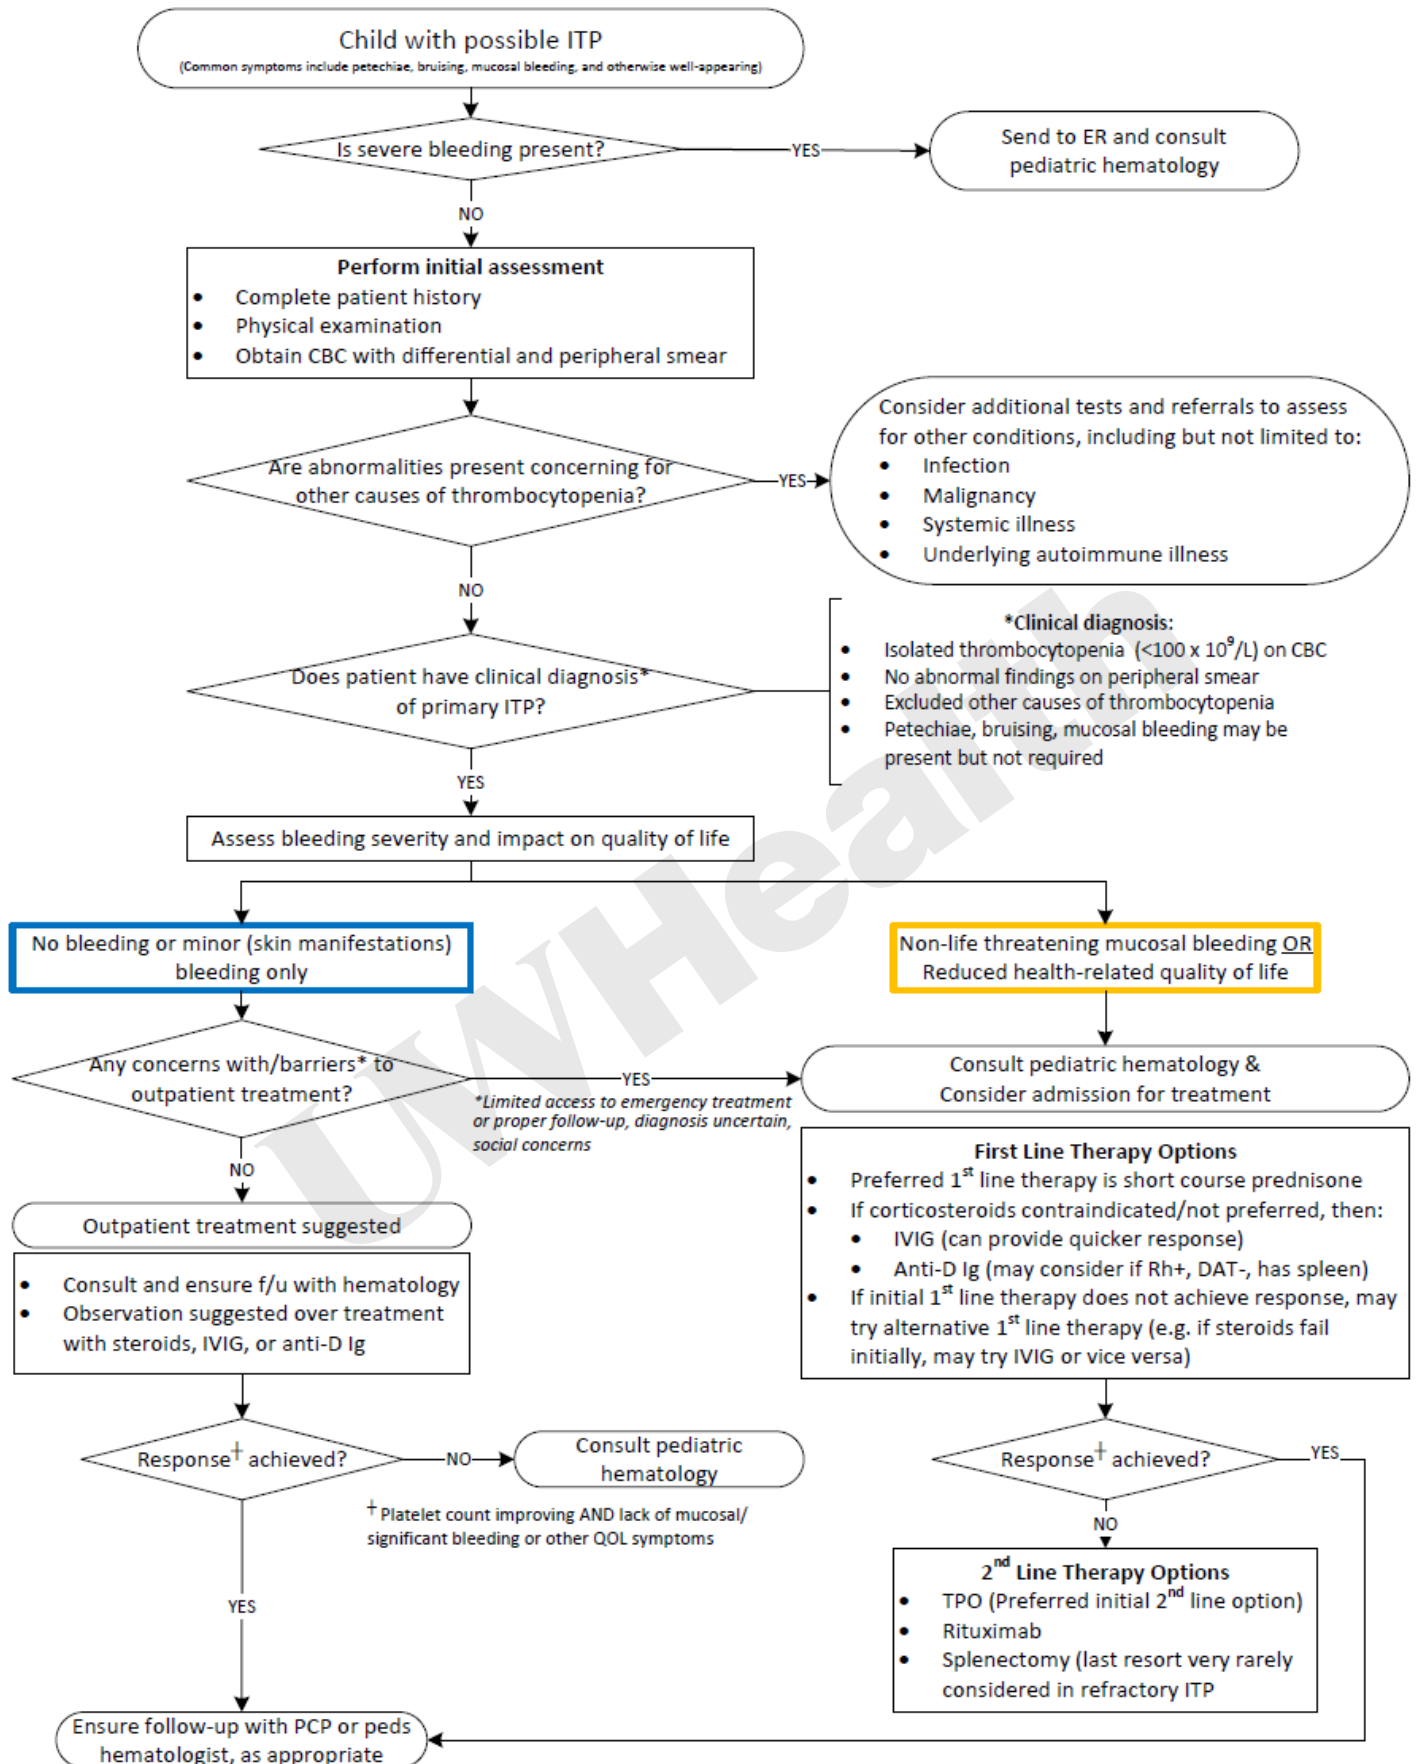 Child with possible ITP
(Common symptoms include petechiae, bruising, mucosal bleeding, and otherwise well-appearing)
Is severe bleeding present?
YES
Send to ER and consult
pediatric hematology
NO
Perform initial assessment
• Complete patient history
• Physical examination
• Obtain CBC with differential and peripheral smear
Are abnormalities present concerning for
other causes of thrombocytopenia?
YES
Consider additional tests and referrals to assess
for other conditions, including but not limited to:
• Infection
• Malignancy
• Systemic illness
• Underlying autoimmune illness
NO
Does patient have clinical diagnosis*
of primary ITP?
*Clinical diagnosis:
• Isolated thrombocytopenia (<100 x 10⁹/L) on CBC
• No abnormal findings on peripheral smear
• Excluded other causes of thrombocytopenia
• Petechiae, bruising, mucosal bleeding may be
present but not required
YES
Assess bleeding severity and impact on quality of life
No bleeding or minor (skin manifestations)
bleeding only
Non-life threatening mucosal bleeding OR
Reduced health-related quality of life
Any concerns with/barriers* to
outpatient treatment?
YES
*Limited access to emergency treatment
or proper follow-up, diagnosis uncertain,
social concerns
Consult pediatric hematology &
Consider admission for treatment
NO
Outpatient treatment suggested
• Consult and ensure f/u with hematology
• Observation suggested over treatment
with steroids, IVIG, or anti-D Ig
First Line Therapy Options
• Preferred 1st line therapy is short course prednisone
• If corticosteroids contraindicated/not preferred, then:
• IVIG (can provide quicker response)
• Anti-D Ig (may consider if Rh+, DAT-, has spleen)
• If initial 1st line therapy does not achieve response, may
try alternative 1st line therapy (e.g. if steroids fail
initially, may try IVIG or vice versa)
Response┼ achieved?
NO
Consult pediatric
hematology
┼ Platelet count improving AND lack of mucosal/
significant bleeding or other QOL symptoms
YES
Response┼ achieved?
YES
NO
2nd Line Therapy Options
• TPO (Preferred initial 2nd line option)
• Rituximab
• Splenectomy (last resort very rarely
considered in refractory ITP
Ensure follow-up with PCP or peds
hematologist, as appropriate
UWHealth